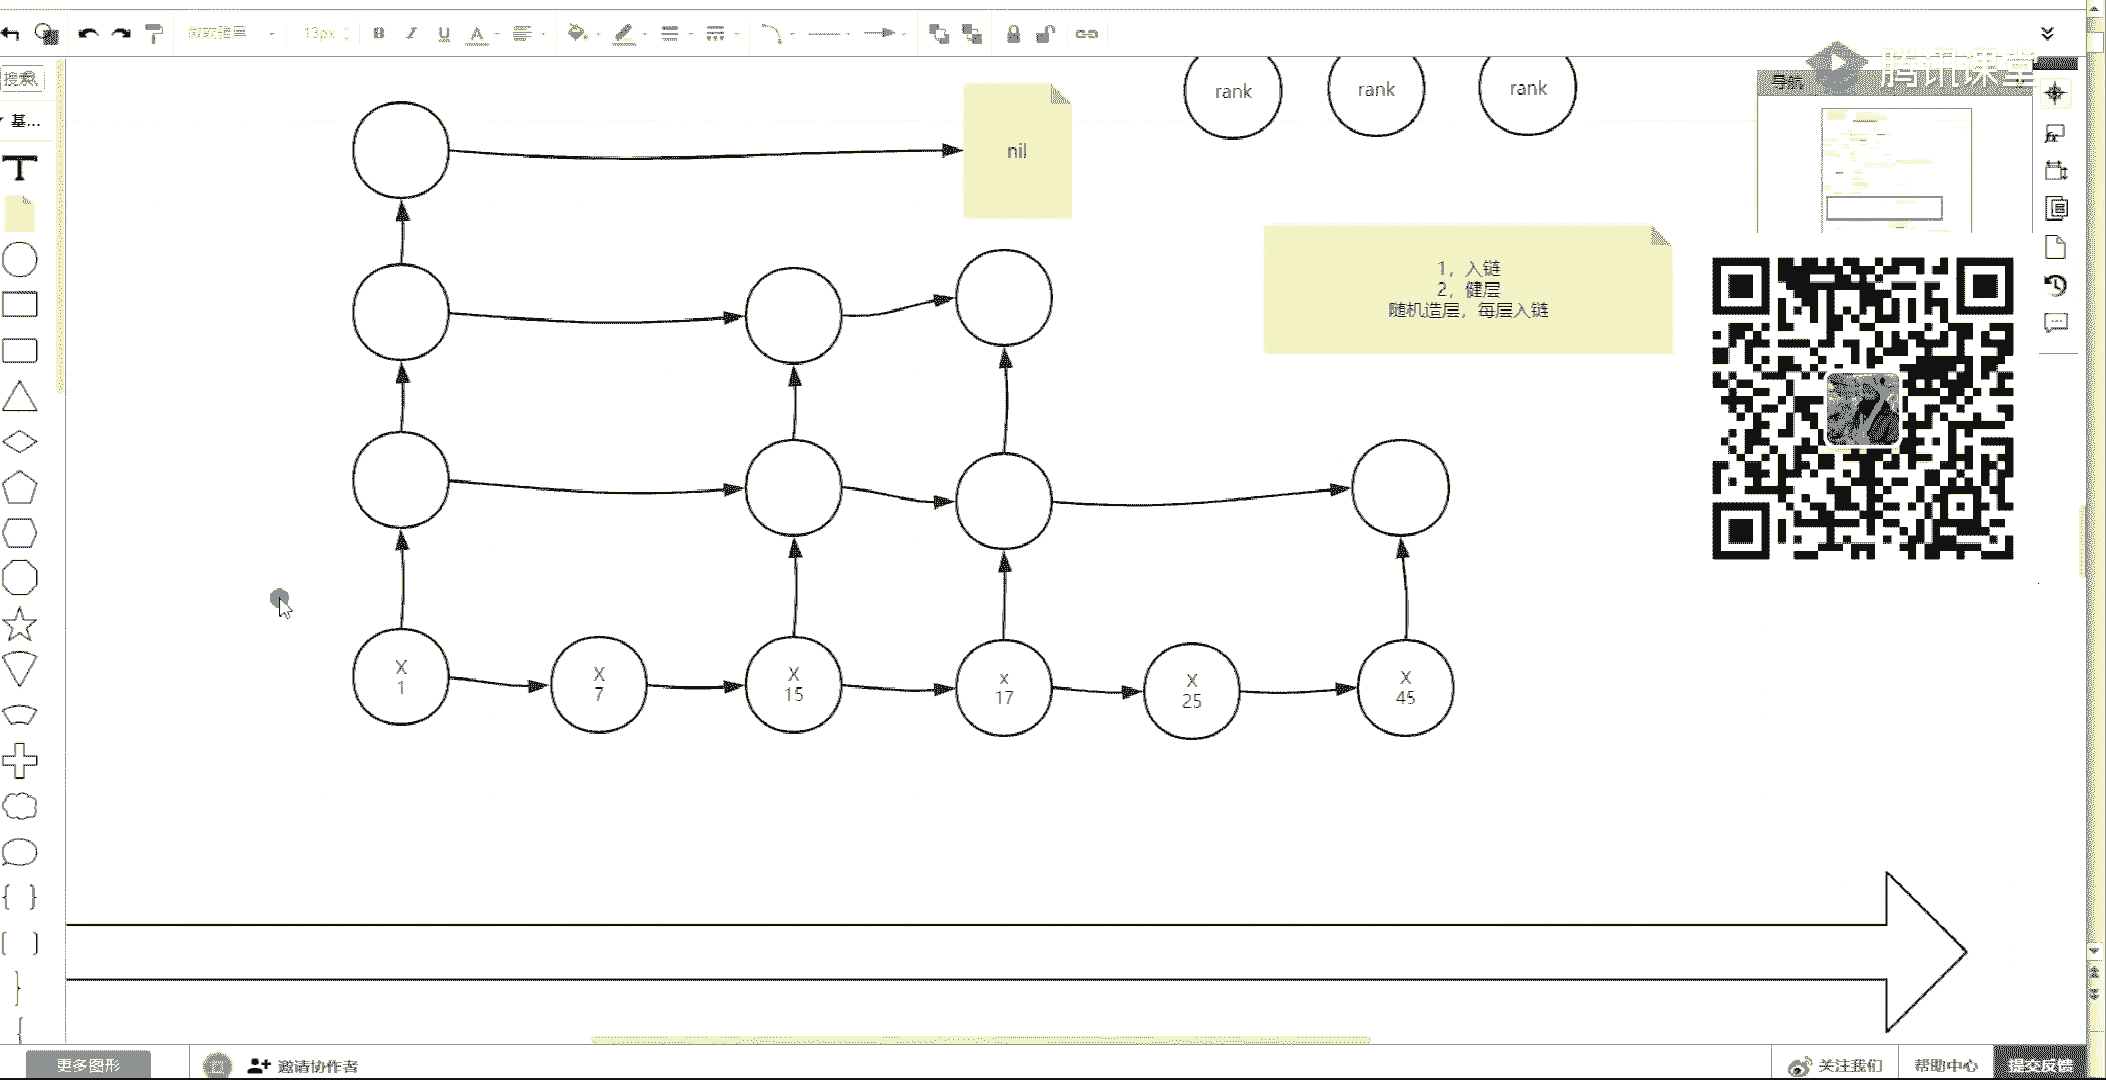 微软雅黑
13px
B I U A
搜索
基...
T
rank
rank
rank
腾讯课堂
导航
nil
1，入链
2，健层
随机造层，每层入链
X
1
X
7
X
15
x
17
X
25
X
45
更多图形
邀请协作者
关注我们
帮助中心
提交反馈